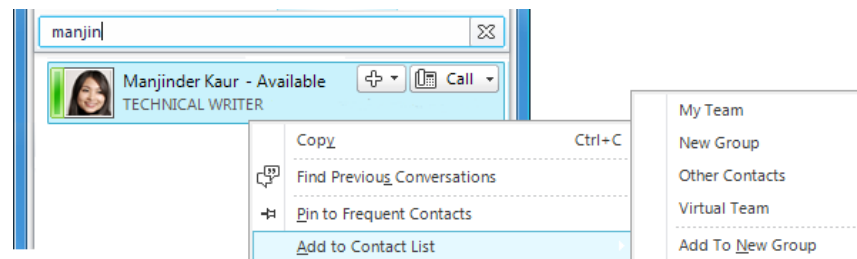 manjin
Manjinder Kaur - Available
Call
TECHNICAL WRITER
Copy Ctrl+C
Find Previous Conversations
Pin to Frequent Contacts
Add to Contact List
My Team
New Group
Other Contacts
Virtual Team
Add To New Group